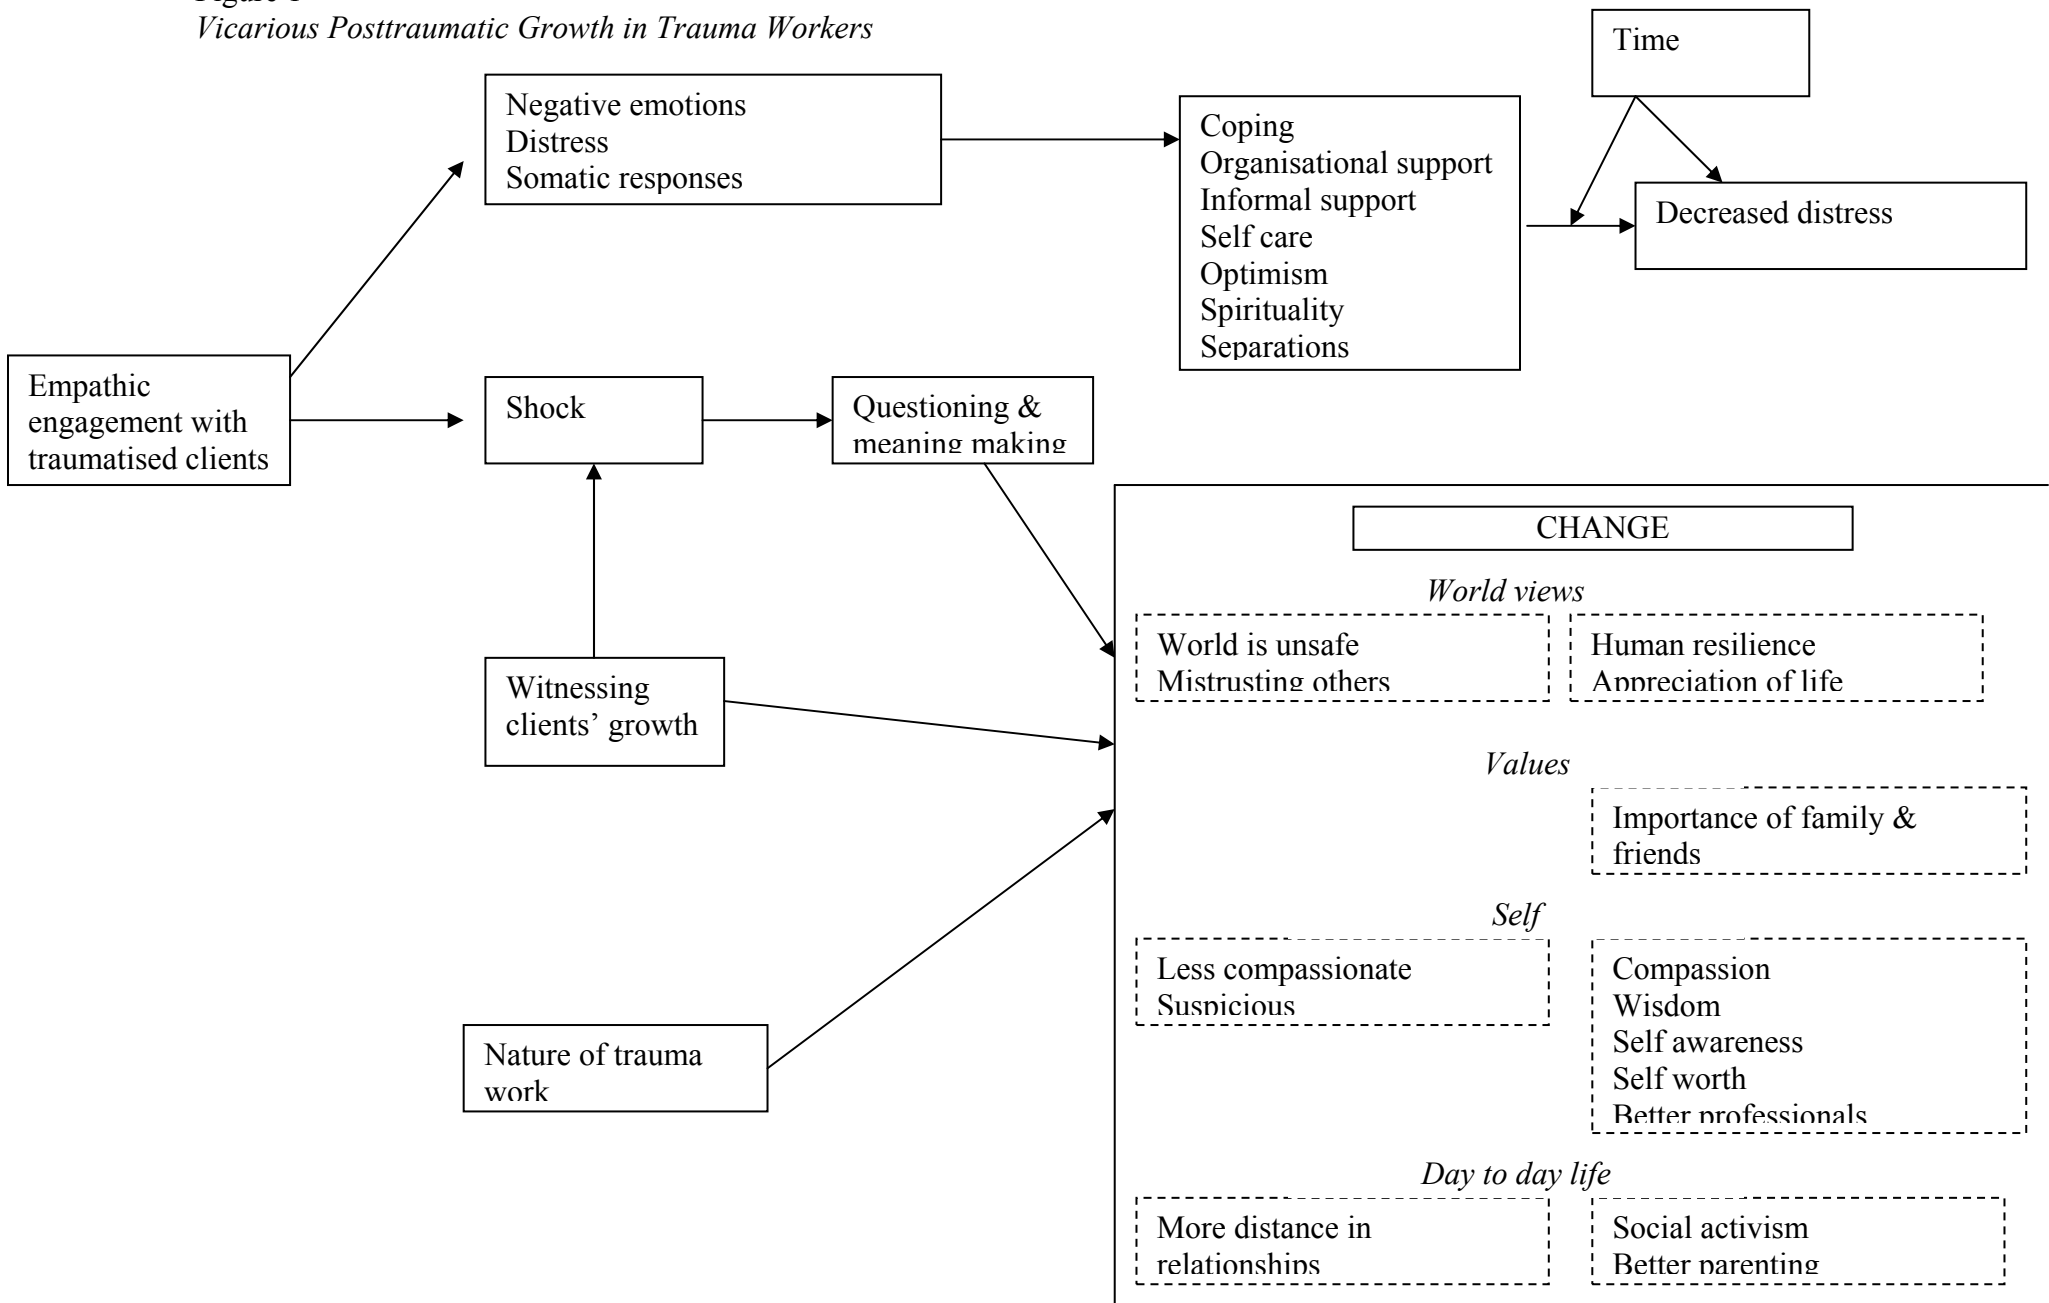 Vicarious Posttraumatic Growth in Trauma Workers
Time
Negative emotions
Distress
Somatic responses
Coping
Organisational support
Informal support
Self care
Optimism
Spirituality
Separations
Decreased distress
Empathic
engagement with
traumatised clients
Shock
Questioning &
meaning making
CHANGE
World views
World is unsafe
Mistrusting others
Human resilience
Appreciation of life
Witnessing
clients’ growth
Values
Importance of family &
friends
Self
Less compassionate
Suspicious
Compassion
Wisdom
Self awareness
Self worth
Better professionals
Nature of trauma
work
Day to day life
More distance in
relationships
Social activism
Better parenting